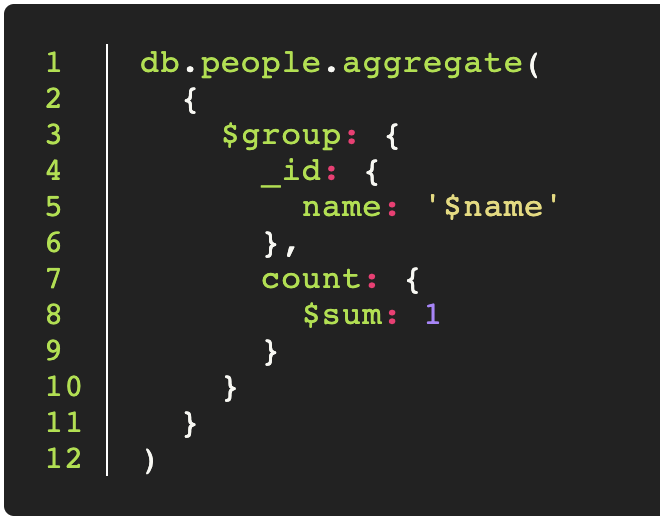 1 db.people.aggregate(
2 {
3 $group: {
4 _id: {
5 name: '$name'
6 },
7 count: {
8 $sum: 1
9 }
10 }
11 }
12 )